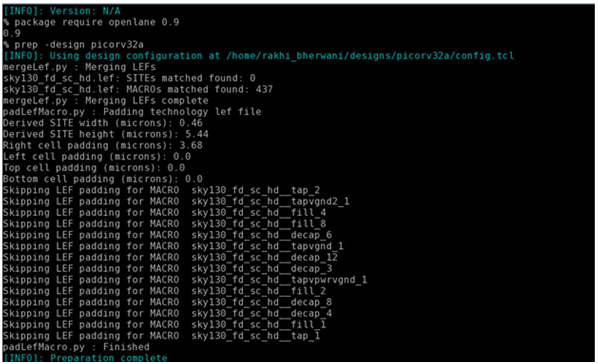 [INFO]: Version: N/A
% package require openlane 0.9
0.9
% prep -design picorv32a
[INFO]: Using design configuration at /home/rakhi_bherwani/designs/picorv32a/config.tcl
mergeLef.py : Merging LEFs
sky130_fd_sc_hd.lef: SITEs matched found: 0
sky130_fd_sc_hd.lef: MACROs matched found: 437
mergeLef.py : Merging LEFs complete
padLefMacro.py : Padding technology lef file
Derived SITE width (microns): 0.46
Derived SITE height (microns): 5.44
Right cell padding (microns): 3.68
Left cell padding (microns): 0.0
Top cell padding (microns): 0.0
Bottom cell padding (microns): 0.0
Skipping LEF padding for MACRO  sky130_fd_sc_hd__tap_2
Skipping LEF padding for MACRO  sky130_fd_sc_hd__tapvgnd2_1
Skipping LEF padding for MACRO  sky130_fd_sc_hd__fill_4
Skipping LEF padding for MACRO  sky130_fd_sc_hd__fill_8
Skipping LEF padding for MACRO  sky130_fd_sc_hd__decap_6
Skipping LEF padding for MACRO  sky130_fd_sc_hd__tapvgnd_1
Skipping LEF padding for MACRO  sky130_fd_sc_hd__decap_12
Skipping LEF padding for MACRO  sky130_fd_sc_hd__decap_3
Skipping LEF padding for MACRO  sky130_fd_sc_hd__tapvpwrvgnd_1
Skipping LEF padding for MACRO  sky130_fd_sc_hd__fill_2
Skipping LEF padding for MACRO  sky130_fd_sc_hd__decap_8
Skipping LEF padding for MACRO  sky130_fd_sc_hd__decap_4
Skipping LEF padding for MACRO  sky130_fd_sc_hd__fill_1
Skipping LEF padding for MACRO  sky130_fd_sc_hd__tap_1
padLefMacro.py : Finished
[INFO]: Preparation complete